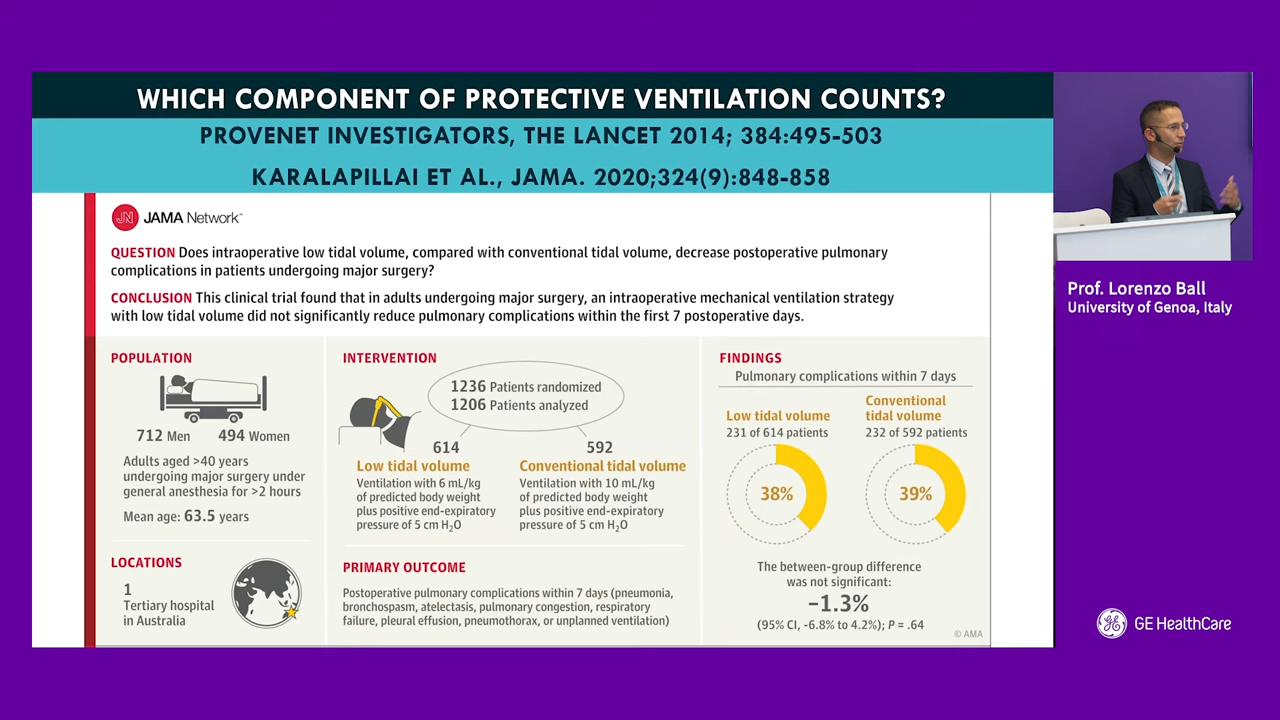 WHICH COMPONENT OF PROTECTIVE VENTILATION COUNTS?
PROVENET INVESTIGATORS, THE LANCET 2014; 384:495-503
KARALAPILLAI ET AL., JAMA. 2020;324(9):848-858
JN JAMA Network™
QUESTION Does intraoperative low tidal volume, compared with conventional tidal volume, decrease postoperative pulmonary
complications in patients undergoing major surgery?
CONCLUSION This clinical trial found that in adults undergoing major surgery, an intraoperative mechanical ventilation strategy
with low tidal volume did not significantly reduce pulmonary complications within the first 7 postoperative days.
POPULATION
712 Men 494 Women
Adults aged >40 years
undergoing major surgery under
general anesthesia for >2 hours
Mean age: 63.5 years
LOCATIONS
1
Tertiary hospital
in Australia
INTERVENTION
1236 Patients randomized
1206 Patients analyzed
614
Low tidal volume
Ventilation with 6 mL/kg
of predicted body weight
plus positive end-expiratory
pressure of 5 cm H₂O
592
Conventional tidal volume
Ventilation with 10 mL/kg
of predicted body weight
plus positive end-expiratory
pressure of 5 cm H₂O
PRIMARY OUTCOME
Postoperative pulmonary complications within 7 days (pneumonia,
bronchospasm, atelectasis, pulmonary congestion, respiratory
failure, pleural effusion, pneumothorax, or unplanned ventilation)
FINDINGS
Pulmonary complications within 7 days
Low tidal volume
231 of 614 patients
38%
Conventional
tidal volume
232 of 592 patients
39%
The between-group difference
was not significant:
−1.3%
(95% CI, -6.8% to 4.2%); P = .64
© AMA
Prof. Lorenzo Ball
University of Genoa, Italy
GE HealthCare